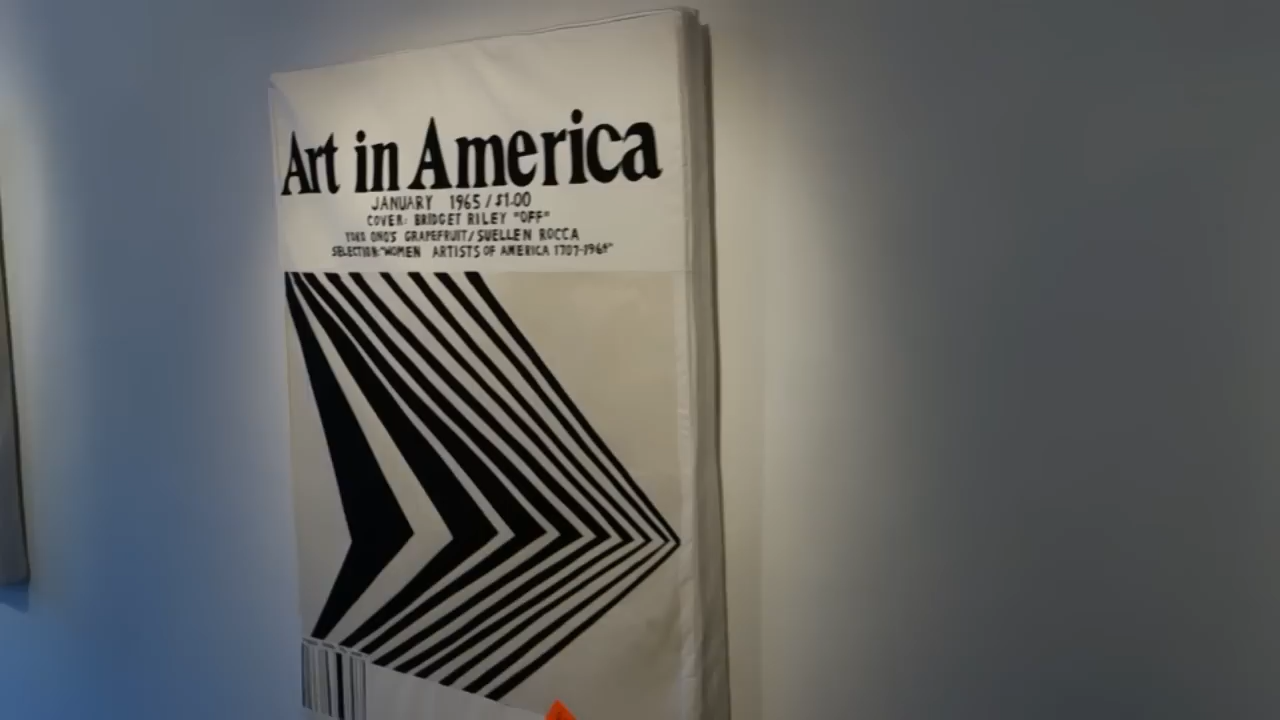 Art in America
JANUARY 1965 / $1.00
COVER: BRIDGET RILEY "OFF"
YOKO ONO'S GRAPEFRUIT / SUELLEN ROCCA
SELECTION: "WOMEN ARTISTS OF AMERICA 1707-1964"